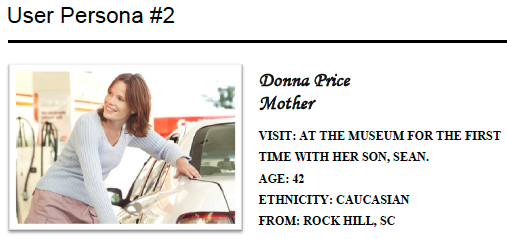 User Persona #2
Donna Price
Mother
VISIT: AT THE MUSEUM FOR THE FIRST
TIME WITH HER SON, SEAN.
AGE: 42
ETHNICITY: CAUCASIAN
FROM: ROCK HILL, SC